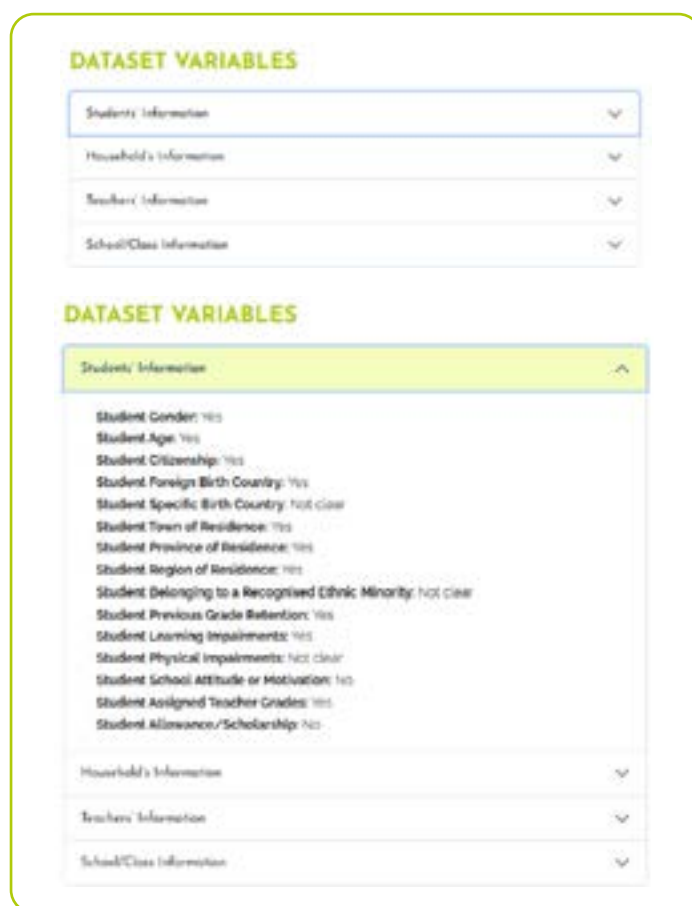 DATASET VARIABLES
Students' Information
Household's Information
Teachers' Information
School/Class Information
DATASET VARIABLES
Students' Information
Student Gender: Yes
Student Age: Yes
Student Citizenship: Yes
Student Foreign Birth Country: Yes
Student Specific Birth Country: Not clear
Student Town of Residence: Yes
Student Province of Residence: Yes
Student Region of Residence: Yes
Student Belonging to a Recognised Ethnic Minority: Not clear
Student Previous Grade Retention: Yes
Student Learning Impairments: Yes
Student Physical Impairments: Not clear
Student School Attitude or Motivation: No
Student Assigned Teacher Grades: Yes
Student Allowance/Scholarship: No
Household's Information
Teachers' Information
School/Class Information